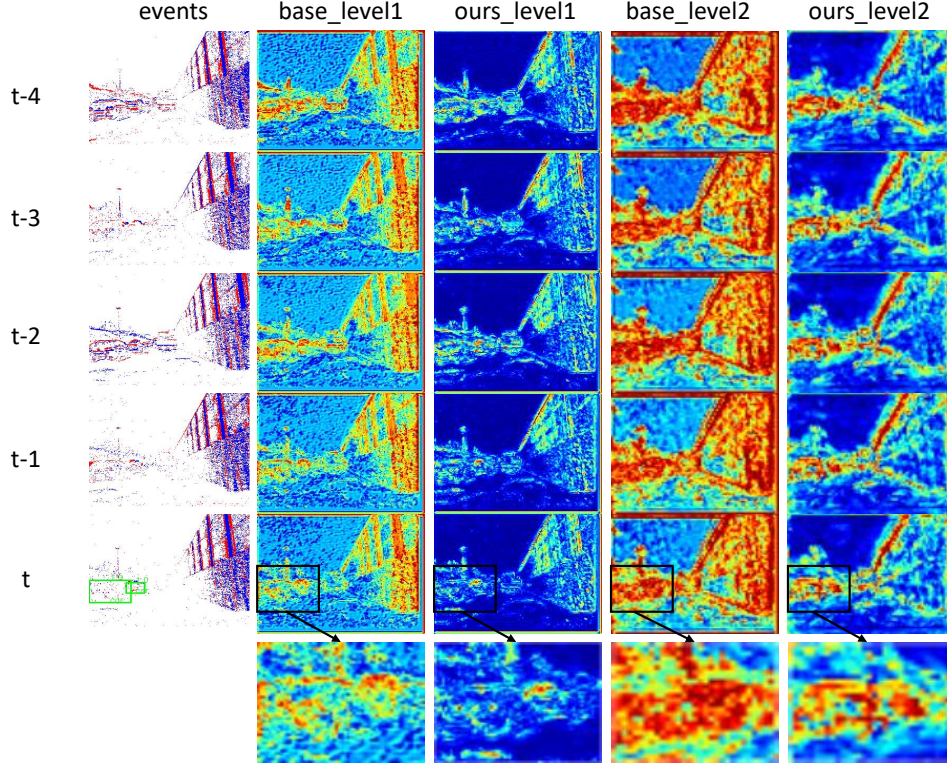 events base_level1 ours_level1 base_level2 ours_level2
t-4
t-3
t-2
t-1
t